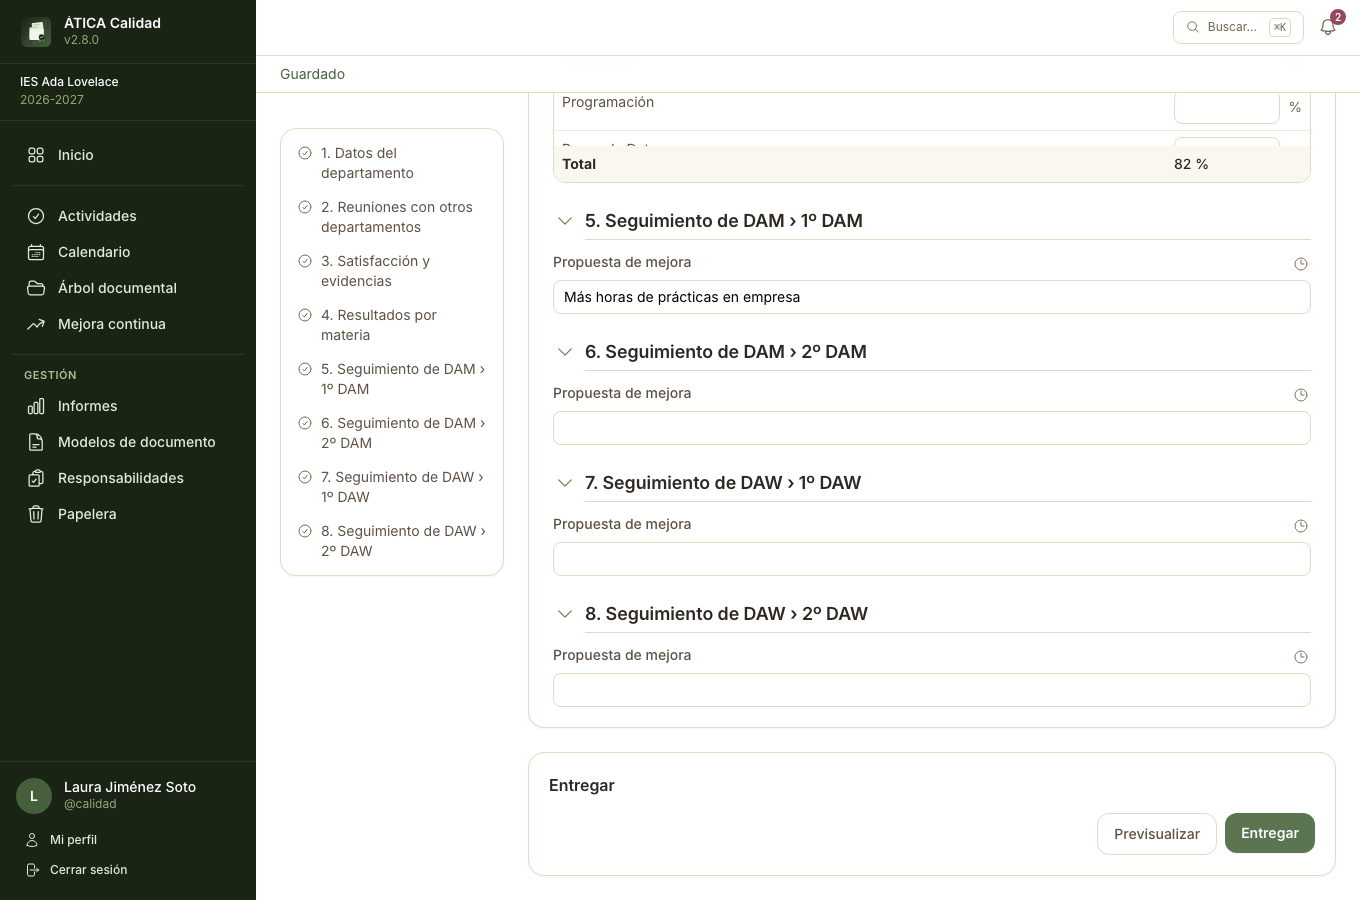 ÁTICA Calidad
v2.8.0
IES Ada Lovelace
2026-2027
Inicio
Actividades
Calendario
Árbol documental
Mejora continua
GESTIÓN
Informes
Modelos de documento
Responsabilidades
Papelera
Laura Jiménez Soto
L
@calidad
Mi perfil
Cerrar sesión
Buscar...
⌘K
2
Guardado
1. Datos del
departamento
2. Reuniones con otros
departamentos
3. Satisfacción y
evidencias
4. Resultados por
materia
5. Seguimiento de DAM ›
1º DAM
6. Seguimiento de DAM ›
2º DAM
7. Seguimiento de DAW ›
1º DAW
8. Seguimiento de DAW ›
2º DAW
Programación
%
Total
82 %
5. Seguimiento de DAM › 1º DAM
Propuesta de mejora
Más horas de prácticas en empresa
6. Seguimiento de DAM › 2º DAM
Propuesta de mejora
7. Seguimiento de DAW › 1º DAW
Propuesta de mejora
8. Seguimiento de DAW › 2º DAW
Propuesta de mejora
Entregar
Previsualizar
Entregar